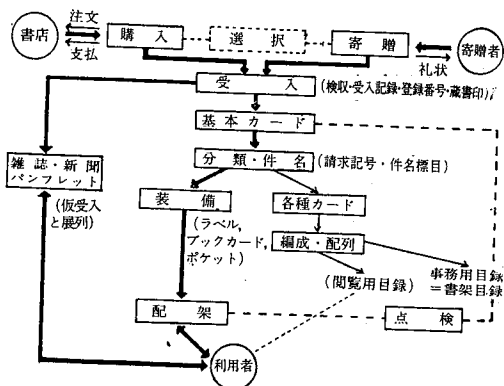 注文
書店
購入
選択
寄贈
寄贈者
支払
礼状
受入
(検収・受入記録・登録番号・蔵書印)
基本カード
分類・件名
(請求記号・件名標目)
雑誌・新聞
パンフレット
(仮受入
と展列)
装備
各種カード
(ラベル,
ブックカード,
ポケット)
編成・配列
(閲覧用目録)
事務用目録
=書架目録
配架
点検
利用者